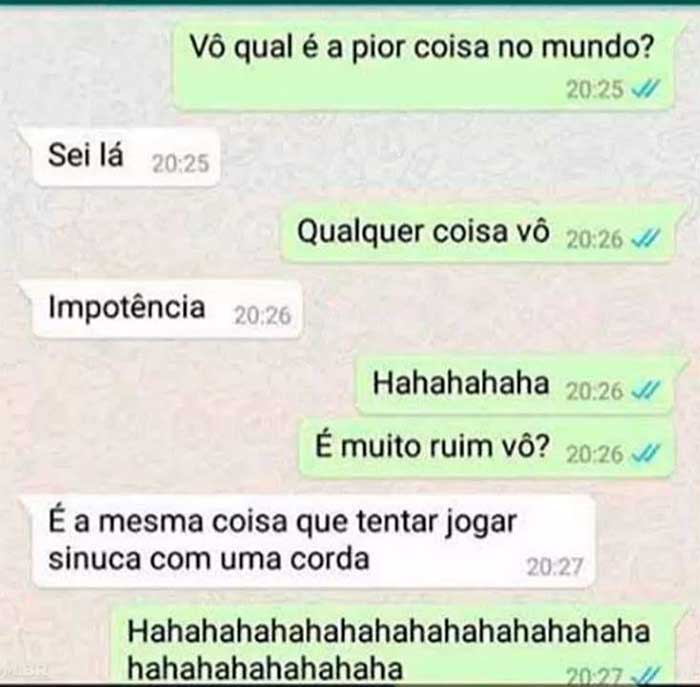 Vô qual é a pior coisa no mundo?
20:25
Sei lá 20:25
Qualquer coisa vô 20:26
Impotência 20:26
Hahahahaha 20:26
É muito ruim vô? 20:26
É a mesma coisa que tentar jogar
sinuca com uma corda 20:27
Hahahahahahahahahahahahahahaha
hahahahahahahaha 20:27